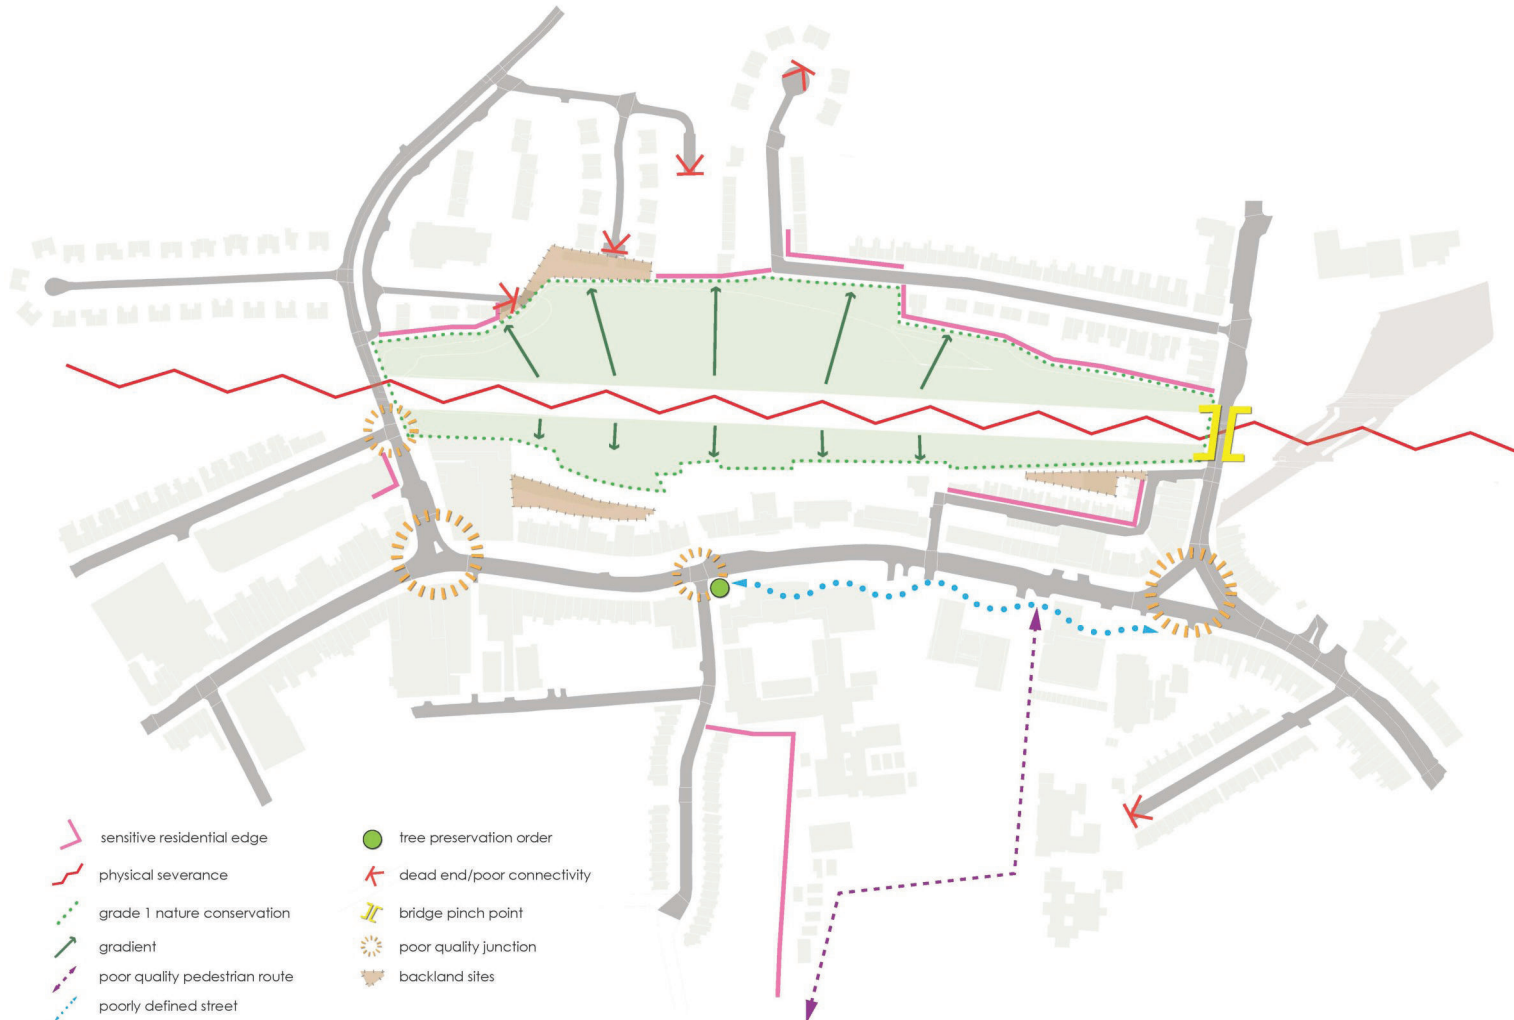 sensitive residential edge
physical severance
grade 1 nature conservation
gradient
poor quality pedestrian route
poorly defined street
tree preservation order
dead end/poor connectivity
bridge pinch point
poor quality junction
backland sites